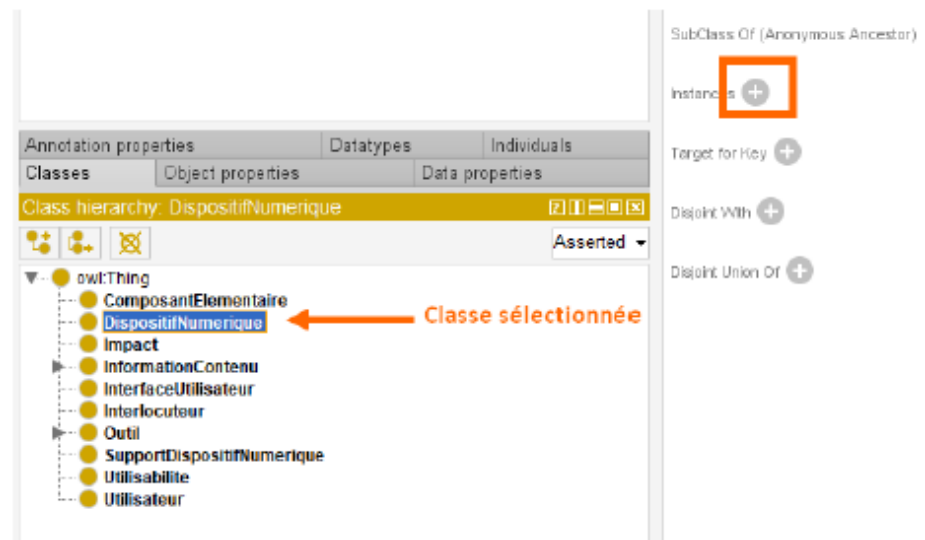 SubClass Of (Anonymous Ancestor)
Instances
Target for Key
Disjoint With
Disjoint Union Of
Annotation properties Datatypes Individuals
Classes Object properties Data properties
Class hierarchy: DispositifNumerique
Asserted
owl:Thing
ComposantElementaire
DispositifNumerique
Classe sélectionnée
Impact
InformationContenu
InterfaceUtilisateur
Interlocuteur
Outil
SupportDispositifNumerique
Utilisabilite
Utilisateur